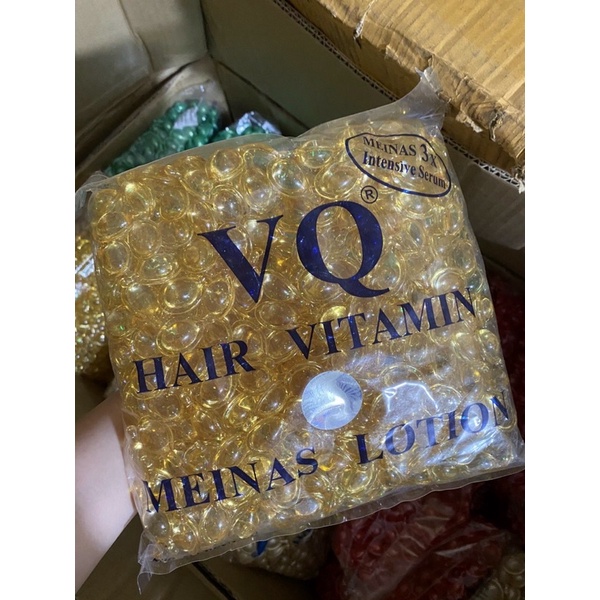 MEINAS 3X
Intensive Serum
VQ®
HAIR VITAMIN
MEINAS LOTION